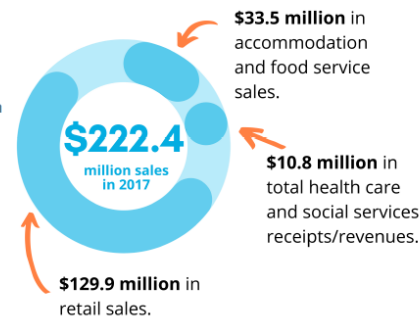 $33.5 million in
accommodation
and food service
sales.
$222.4
million sales
in 2017
$10.8 million in
total health care
and social services
receipts/revenues.
$129.9 million in
retail sales.